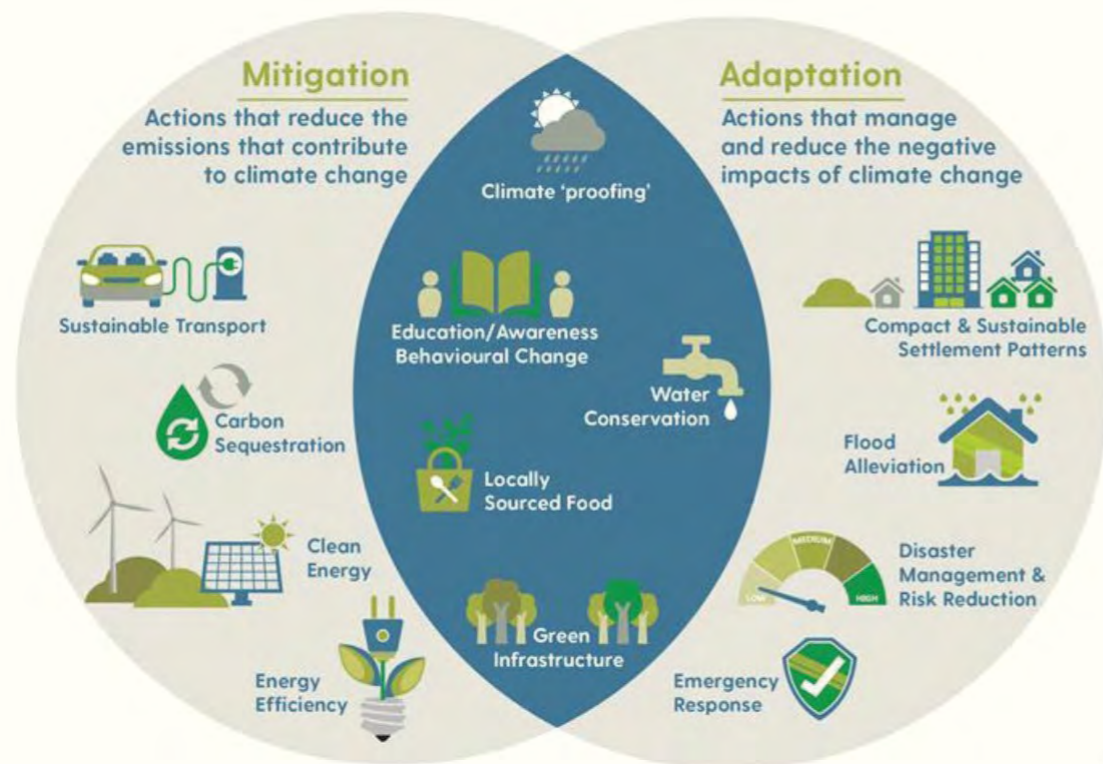 Mitigation
Actions that reduce the
emissions that contribute
to climate change
Sustainable Transport
Carbon
Sequestration
Clean
Energy
Energy
Efficiency
Climate ‘proofing’
Education/Awareness
Behavioural Change
Water
Conservation
Locally
Sourced Food
Green
Infrastructure
Adaptation
Actions that manage
and reduce the negative
impacts of climate change
Compact & Sustainable
Settlement Patterns
Flood
Alleviation
LOW
MEDIUM
HIGH
Disaster
Management &
Risk Reduction
Emergency
Response